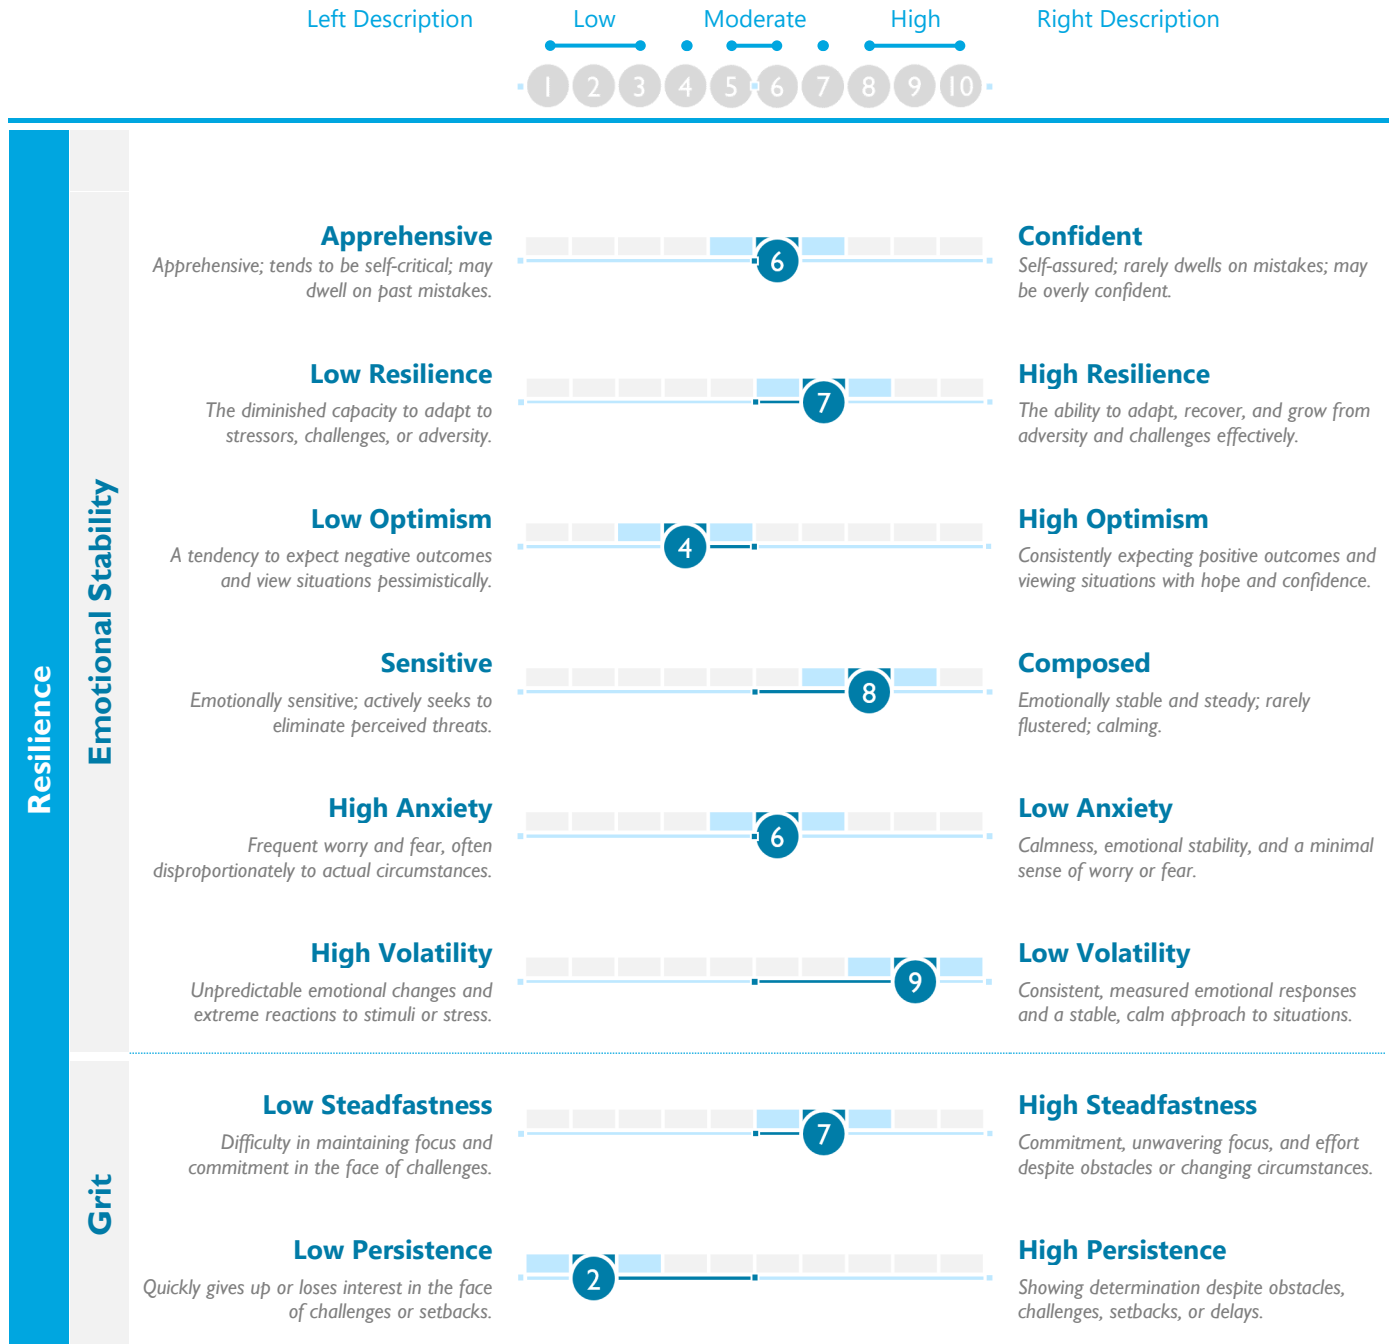 Left Description Low Moderate High Right Description
1 2 3 4 5 6 7 8 9 10
Resilience
Emotional Stability
Apprehensive
Apprehensive; tends to be self-critical; may
dwell on past mistakes.
6
Confident
Self-assured; rarely dwells on mistakes; may
be overly confident.
Low Resilience
The diminished capacity to adapt to
stressors, challenges, or adversity.
7
High Resilience
The ability to adapt, recover, and grow from
adversity and challenges effectively.
Low Optimism
A tendency to expect negative outcomes
and view situations pessimistically.
4
High Optimism
Consistently expecting positive outcomes and
viewing situations with hope and confidence.
Sensitive
Emotionally sensitive; actively seeks to
eliminate perceived threats.
8
Composed
Emotionally stable and steady; rarely
flustered; calming.
High Anxiety
Frequent worry and fear, often
disproportionately to actual circumstances.
6
Low Anxiety
Calmness, emotional stability, and a minimal
sense of worry or fear.
High Volatility
Unpredictable emotional changes and
extreme reactions to stimuli or stress.
9
Low Volatility
Consistent, measured emotional responses
and a stable, calm approach to situations.
Grit
Low Steadfastness
Difficulty in maintaining focus and
commitment in the face of challenges.
7
High Steadfastness
Commitment, unwavering focus, and effort
despite obstacles or changing circumstances.
Low Persistence
Quickly gives up or loses interest in the face
of challenges or setbacks.
2
High Persistence
Showing determination despite obstacles,
challenges, setbacks, or delays.